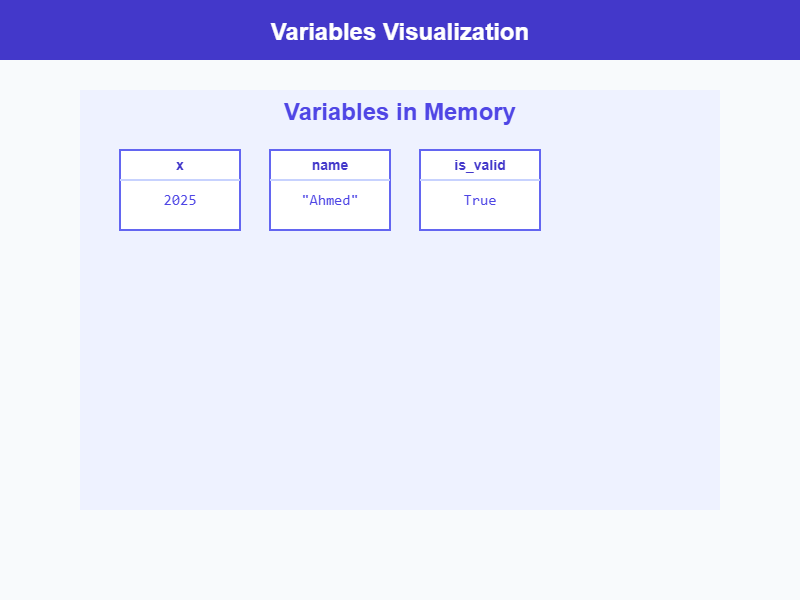 Variables Visualization
Variables in Memory
x name is_valid
2025 "Ahmed" True